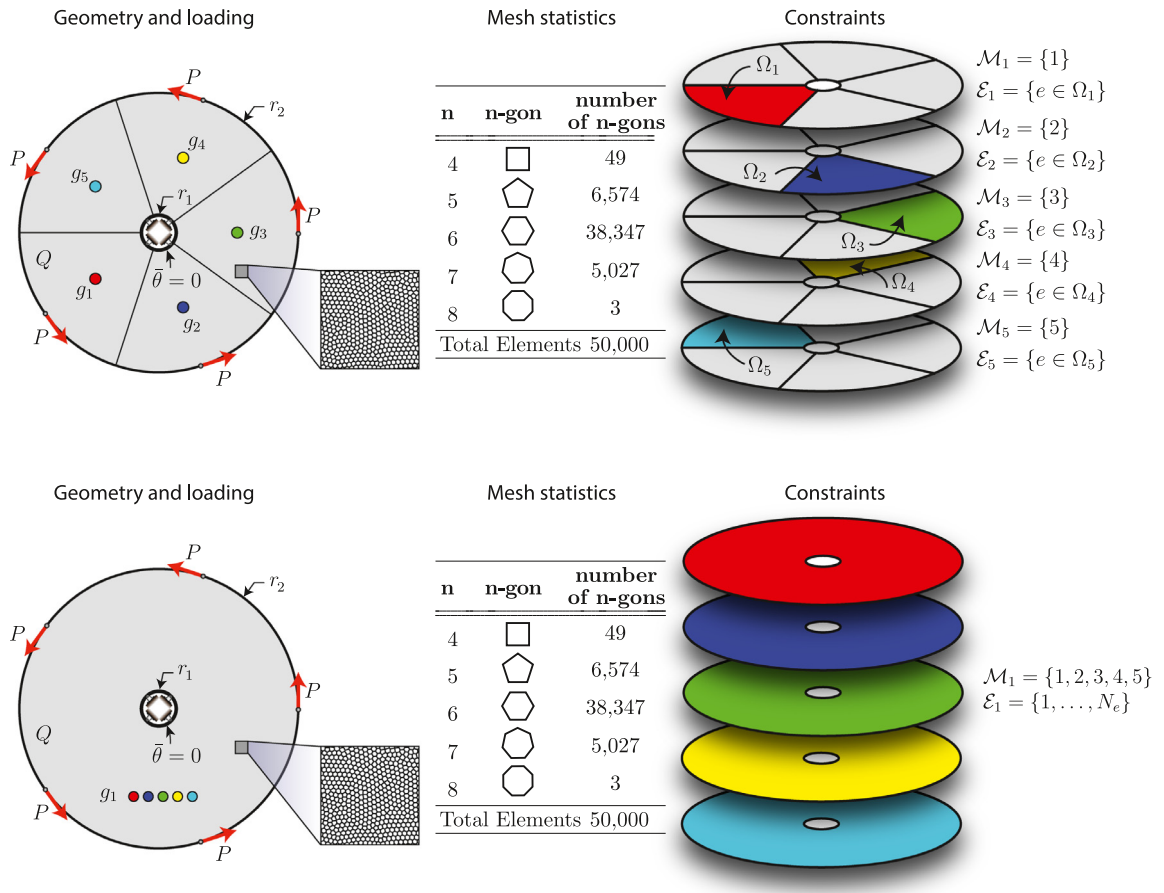 Geometry and loading
Mesh statistics
Constraints
P
r₂
g₄
P
g₅
r₁
P
g₃
Q
θ̄ = 0
g₁
g₂
P
P
n n-gon number of n-gons
4 49
5 6,574
6 38,347
7 5,027
8 3
Total Elements 50,000
Ω₁
Ω₂
Ω₃
Ω₄
Ω₅
ℳ₁ = {1}
ℰ₁ = {e ∈ Ω₁}
ℳ₂ = {2}
ℰ₂ = {e ∈ Ω₂}
ℳ₃ = {3}
ℰ₃ = {e ∈ Ω₃}
ℳ₄ = {4}
ℰ₄ = {e ∈ Ω₄}
ℳ₅ = {5}
ℰ₅ = {e ∈ Ω₅}
Geometry and loading
Mesh statistics
Constraints
P
r₂
P
r₁
P
Q
θ̄ = 0
g₁
P
P
n n-gon number of n-gons
4 49
5 6,574
6 38,347
7 5,027
8 3
Total Elements 50,000
ℳ₁ = {1, 2, 3, 4, 5}
ℰ₁ = {1, . . . , Nₑ}